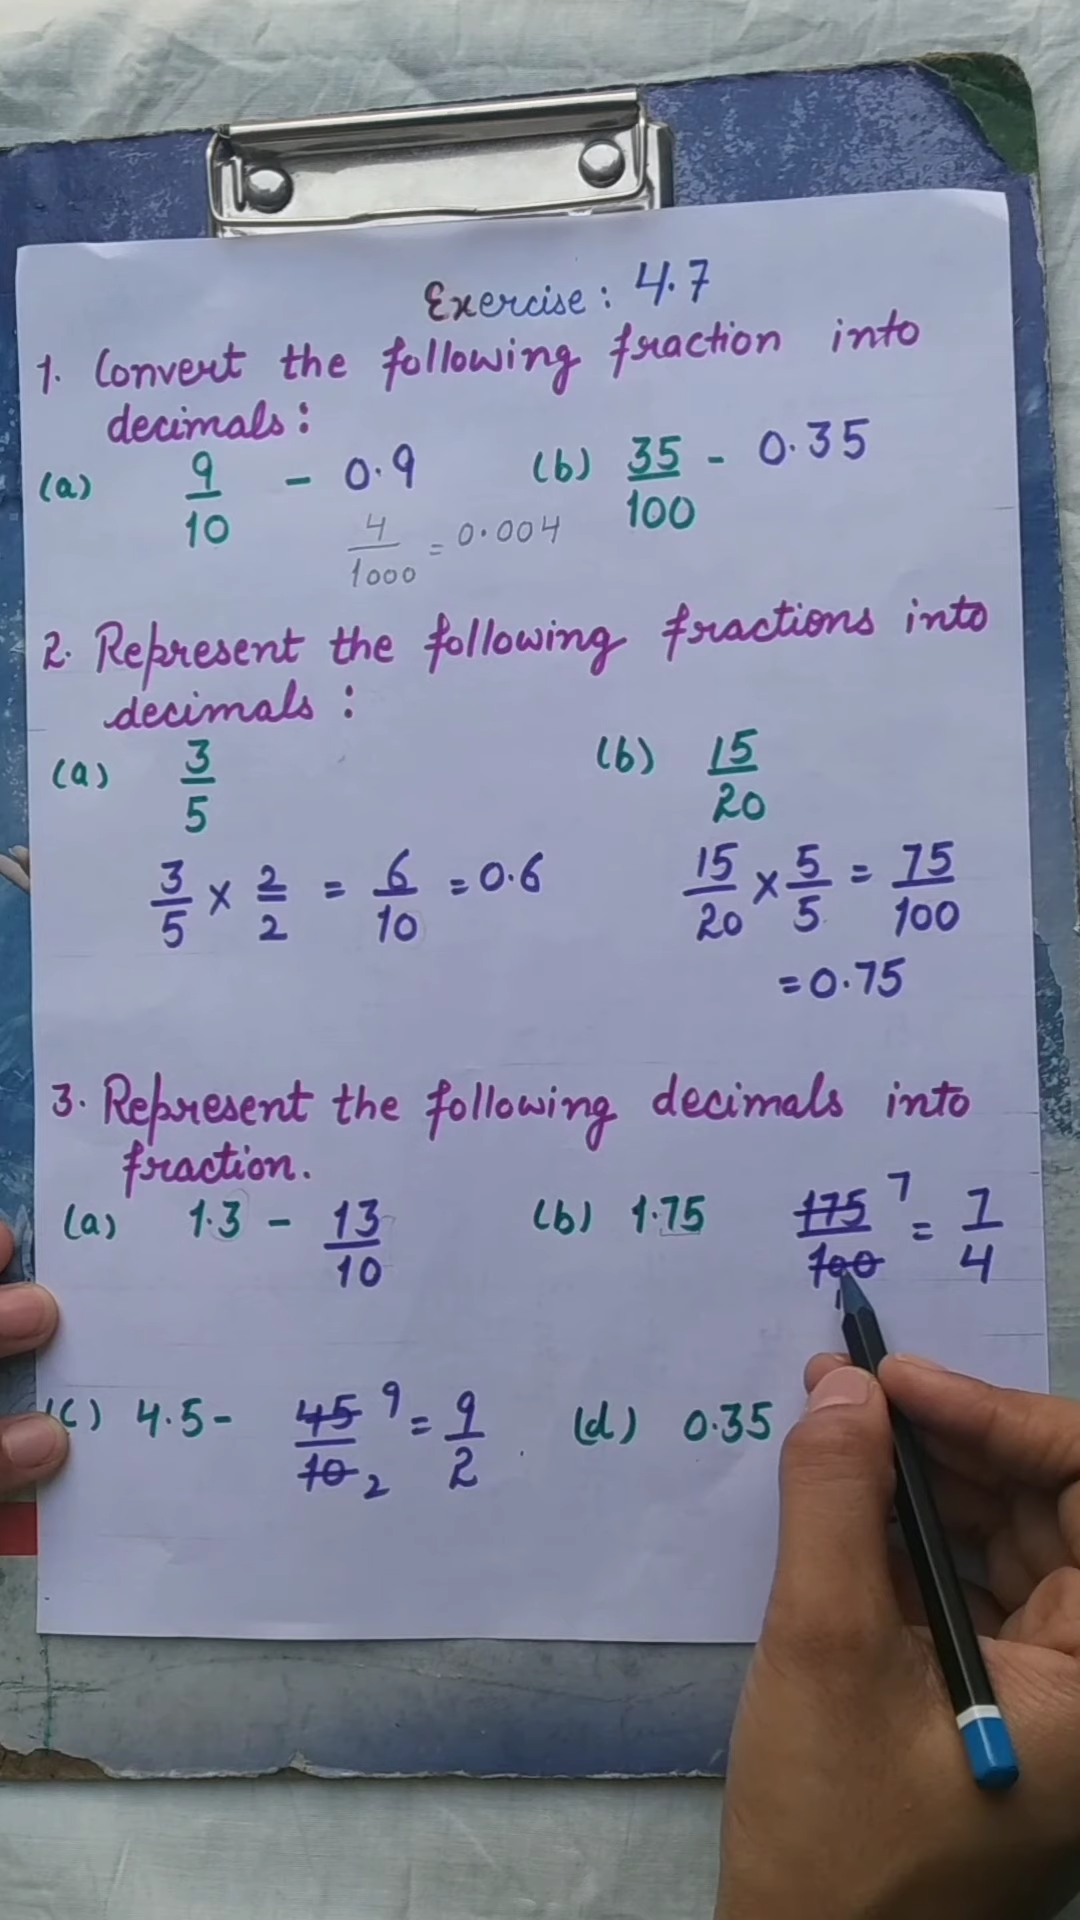 Exercise: 4.7
1. Convert the following fraction into
decimals:
(a) 9/10 - 0.9 (b) 35/100 - 0.35
4/1000 = 0.004
2. Represent the following fractions into
decimals:
(a) 3/5 (b) 15/20
3/5 × 2/2 = 6/10 = 0.6 15/20 × 5/5 = 75/100
= 0.75
3. Represent the following decimals into
fraction.
(a) 1.3 - 13/10 (b) 1.75 175/100 7 = 7/4
(c) 4.5 - 45/10 9 2 = 9/2 (d) 0.35